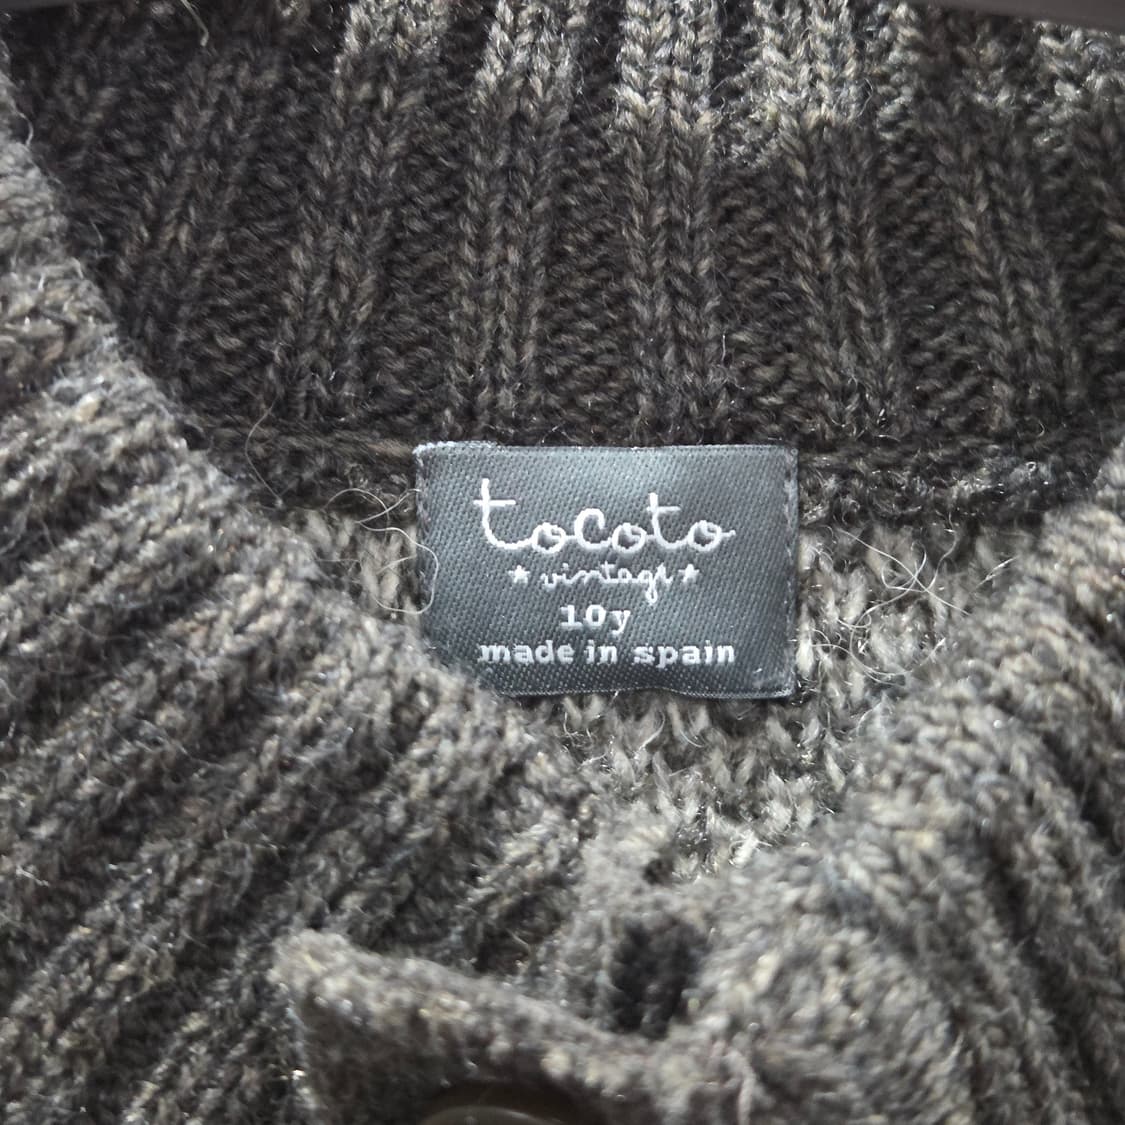 tocoto
★ vintage ★
10y
made in spain